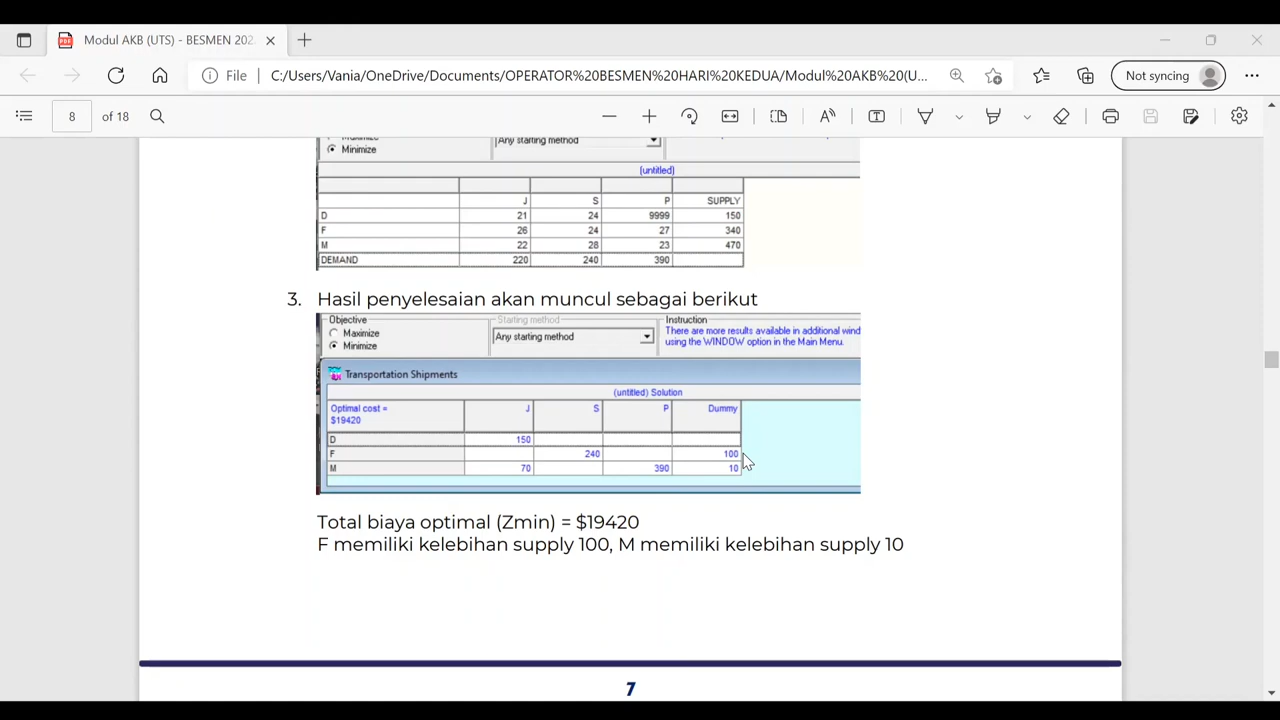 Modul AKB (UTS) - BESMEN 202
File C:/Users/Vania/OneDrive/Documents/OPERATOR%20BESMEN%20HARI%20KEDUA/Modul%20AKB%20(U... Not syncing
8 of 18
Minimize Any starting method
(untitled)
J S P SUPPLY
D 21 24 9999 150
F 26 24 27 340
M 22 28 23 470
DEMAND 220 240 390
3. Hasil penyelesaian akan muncul sebagai berikut
Objective Starting method Instruction
Maximize Any starting method There are more results available in additional wind
Minimize using the WINDOW option in the Main Menu.
Transportation Shipments
(untitled) Solution
Optimal cost = J S P Dummy
$19420
D 150
F 240 100
M 70 390 10
Total biaya optimal (Zmin) = $19420
F memiliki kelebihan supply 100, M memiliki kelebihan supply 10
7